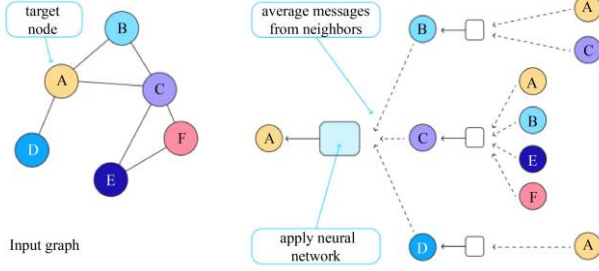 target
node
B
A
C
F
D
E
Input graph
average messages
from neighbors
A
B
C
D
apply neural
network
A
C
A
B
E
F
A